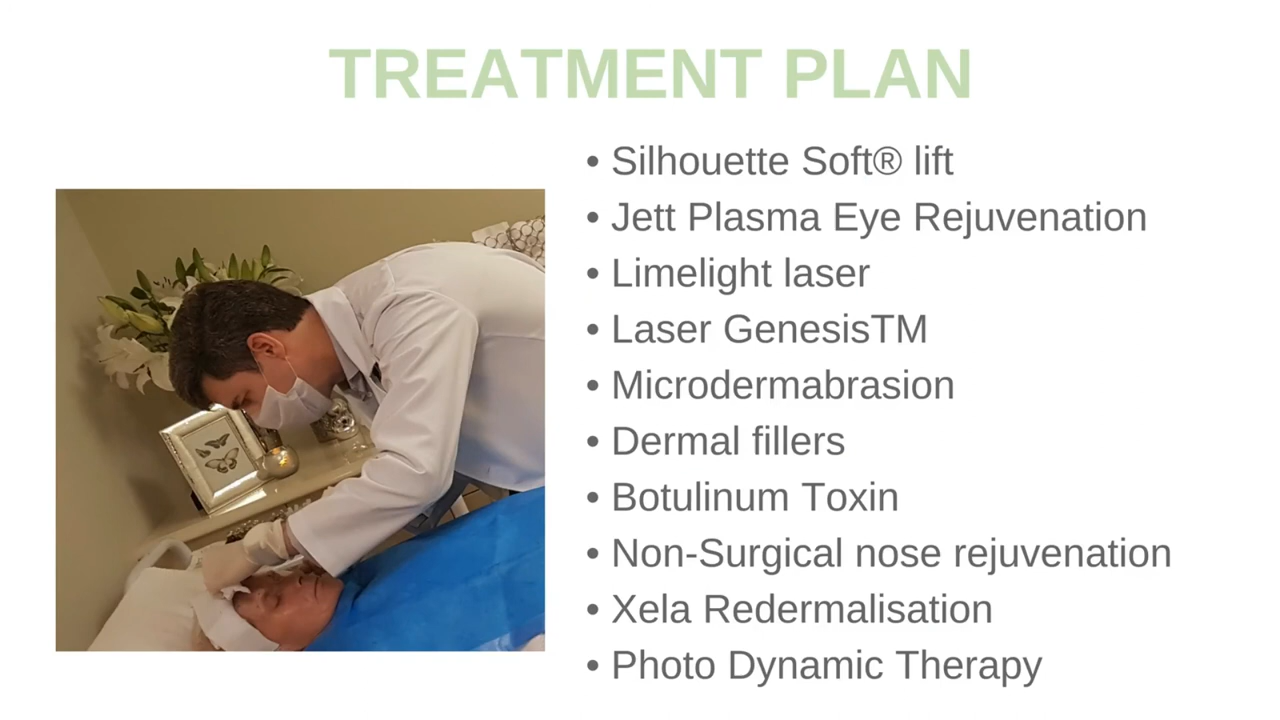 TREATMENT PLAN
• Silhouette Soft® lift
• Jett Plasma Eye Rejuvenation
• Limelight laser
• Laser GenesisTM
• Microdermabrasion
• Dermal fillers
• Botulinum Toxin
• Non-Surgical nose rejuvenation
• Xela Redermalisation
• Photo Dynamic Therapy